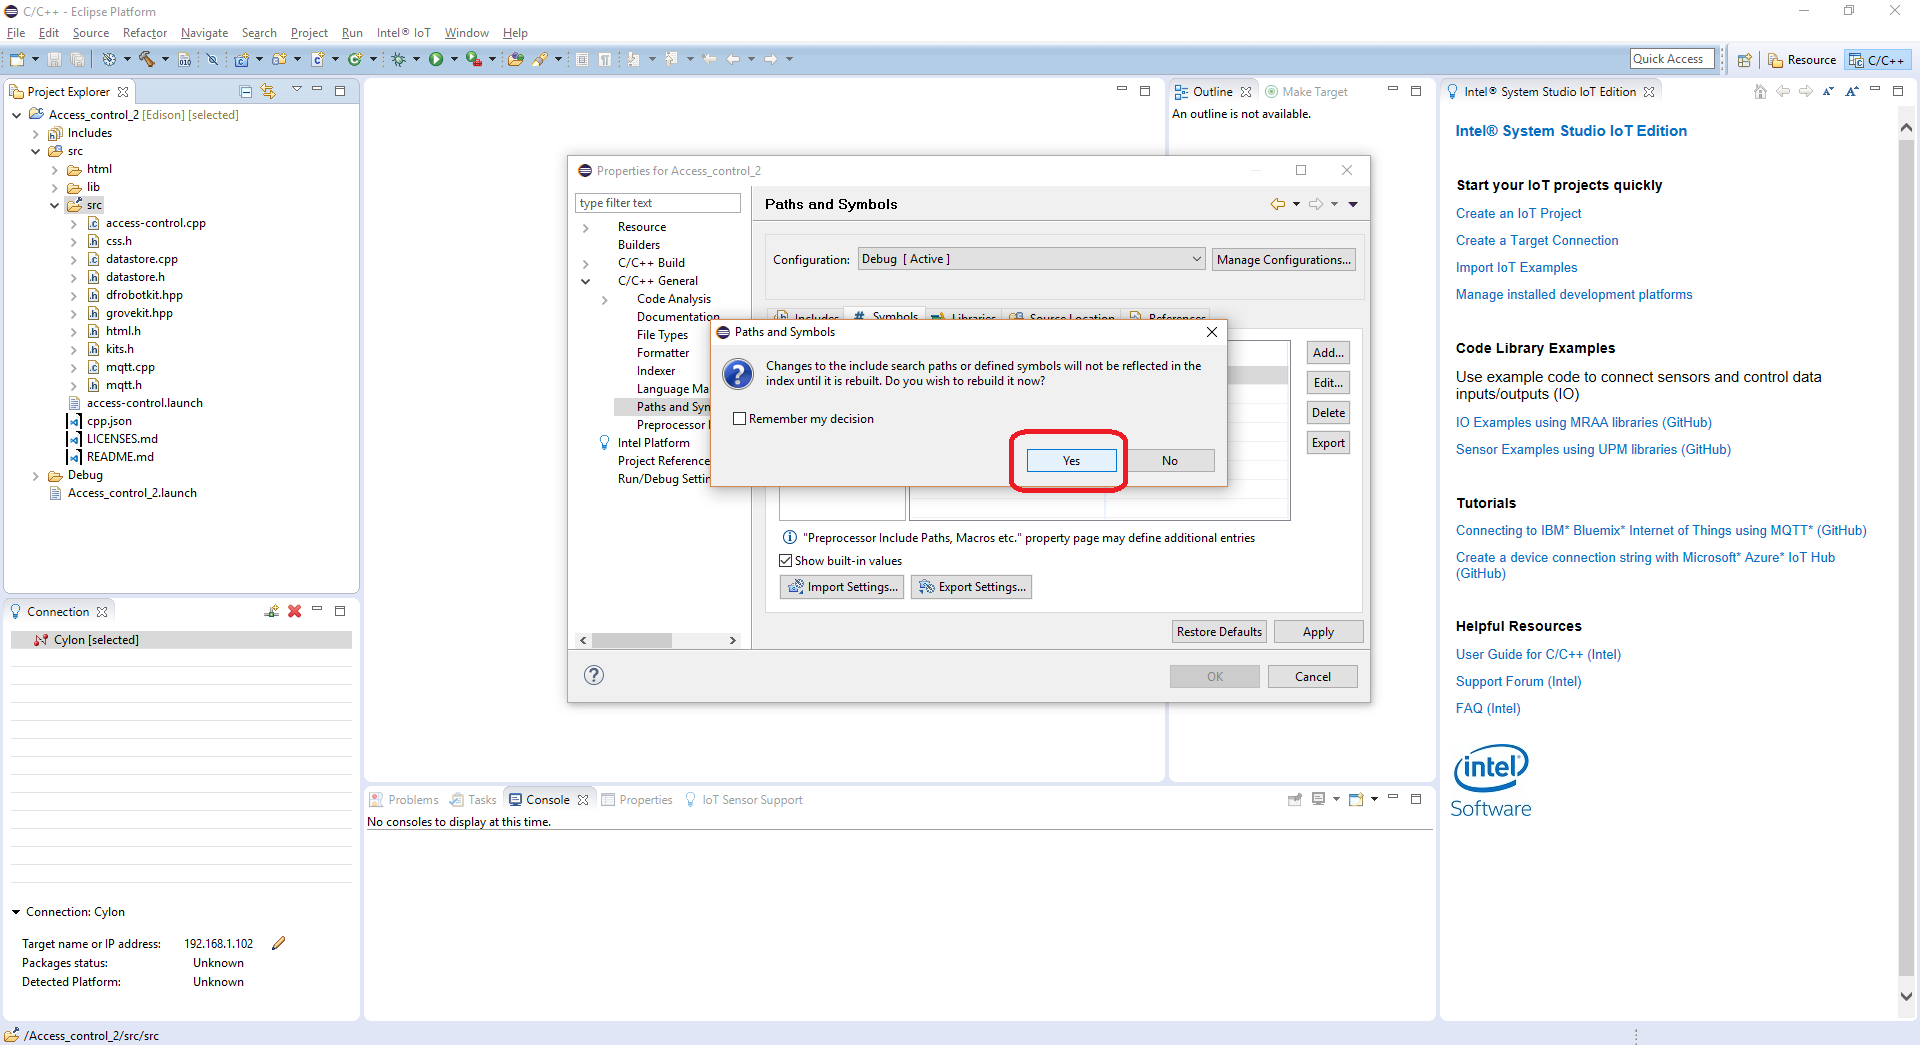 C/C++ - Eclipse Platform
File Edit Source Refactor Navigate Search Project Run Intel® IoT Window Help
Quick Access
Resource
C/C++
Project Explorer
Access_control_2 [Edison] [selected]
Includes
src
html
lib
src
access-control.cpp
css.h
datastore.cpp
datastore.h
dfrobotkit.hpp
grovekit.hpp
html.h
kits.h
mqtt.cpp
mqtt.h
access-control.launch
cpp.json
LICENSES.md
README.md
Debug
Access_control_2.launch
Connection
Cylon [selected]
Connection: Cylon
Target name or IP address: 192.168.1.102
Packages status: Unknown
Detected Platform: Unknown
/Access_control_2/src/src
Outline
Make Target
An outline is not available.
Properties for Access_control_2
type filter text
Resource
Builders
C/C++ Build
C/C++ General
Code Analysis
Documentation
File Types
Formatter
Indexer
Language Ma
Paths and Sym
Preprocessor
Intel Platform
Project Reference
Run/Debug Settin
Paths and Symbols
Configuration: Debug [ Active ]
Manage Configurations...
Includes Symbols Libraries Source Location References
Add...
Edit...
Delete
Export
Paths and Symbols
Changes to the include search paths or defined symbols will not be reflected in the
index until it is rebuilt. Do you wish to rebuild it now?
Remember my decision
Yes
No
"Preprocessor Include Paths, Macros etc." property page may define additional entries
Show built-in values
Import Settings...
Export Settings...
Restore Defaults
Apply
OK
Cancel
Problems Tasks Console Properties IoT Sensor Support
No consoles to display at this time.
Intel® System Studio IoT Edition
Intel® System Studio IoT Edition
Start your IoT projects quickly
Create an IoT Project
Create a Target Connection
Import IoT Examples
Manage installed development platforms
Code Library Examples
Use example code to connect sensors and control data
inputs/outputs (IO)
IO Examples using MRAA libraries (GitHub)
Sensor Examples using UPM libraries (GitHub)
Tutorials
Connecting to IBM* Bluemix* Internet of Things using MQTT* (GitHub)
Create a device connection string with Microsoft* Azure* IoT Hub
(GitHub)
Helpful Resources
User Guide for C/C++ (Intel)
Support Forum (Intel)
FAQ (Intel)
intel
Software